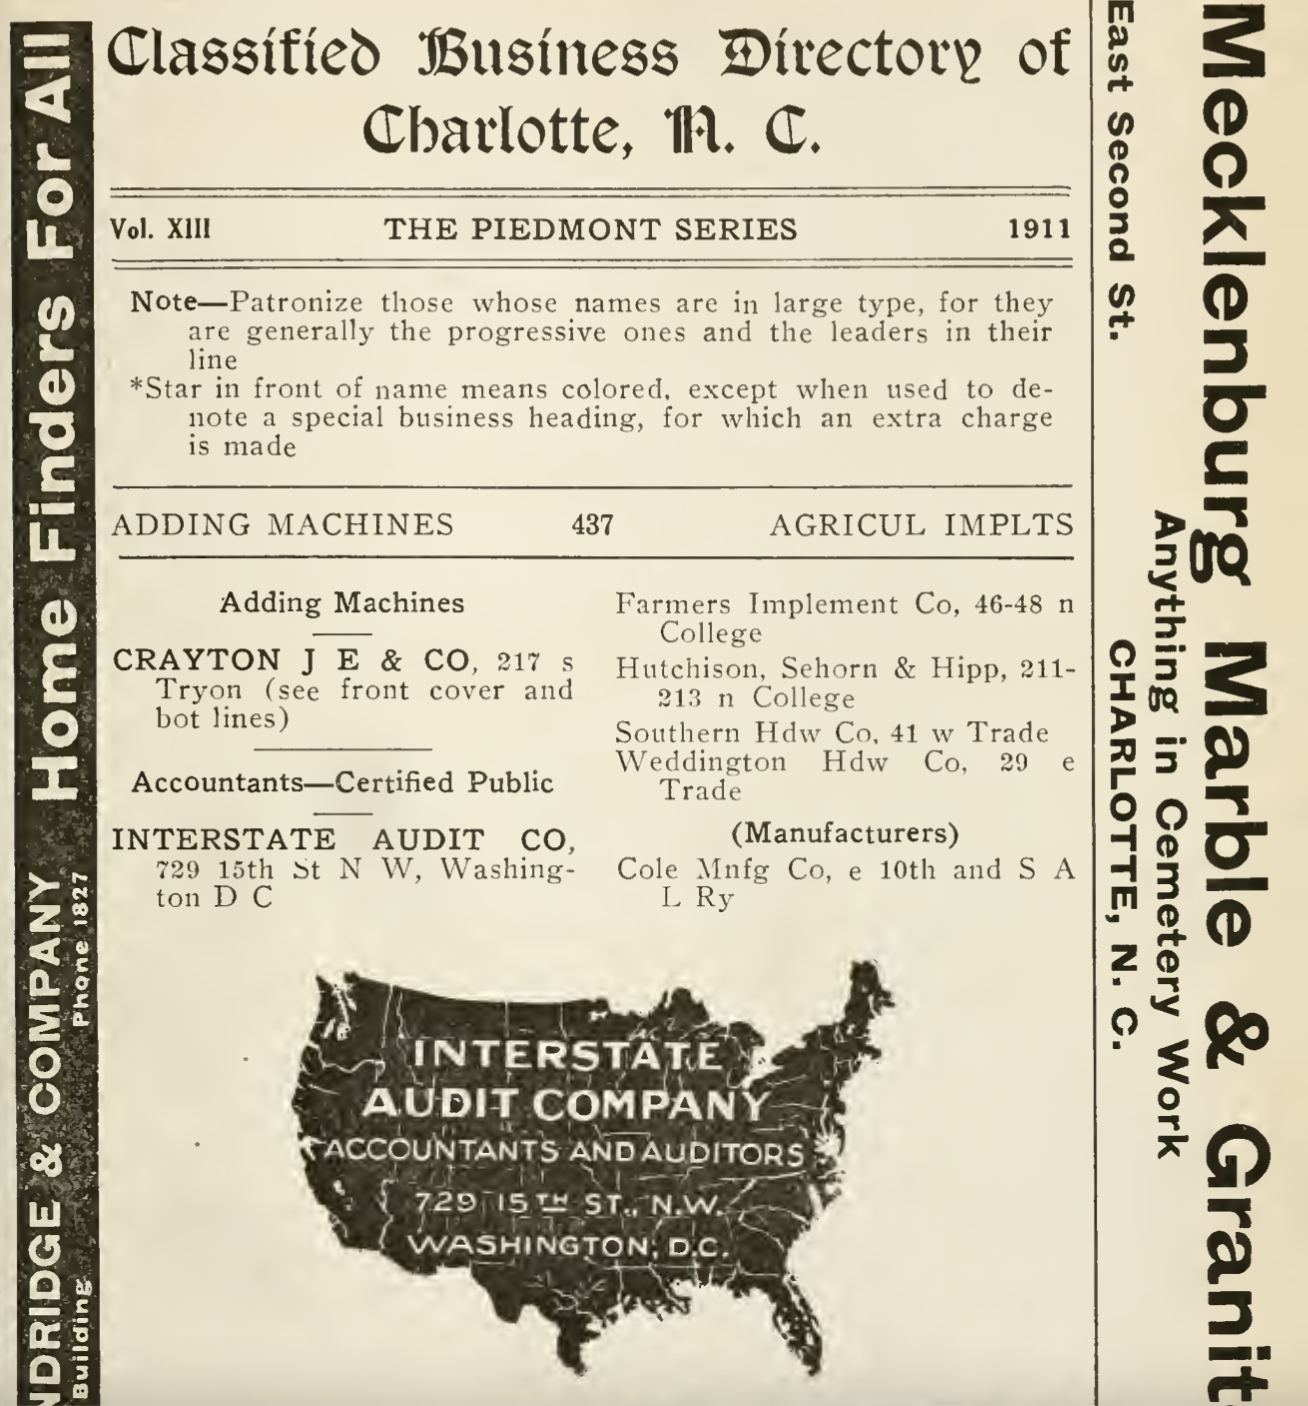 Classified Business Directory of
Charlotte, N. C.
Vol. XIII THE PIEDMONT SERIES 1911
Note—Patronize those whose names are in large type, for they
are generally the progressive ones and the leaders in their
line
*Star in front of name means colored, except when used to de-
note a special business heading, for which an extra charge
is made
ADDING MACHINES 437 AGRICUL IMPLTS
Adding Machines
CRAYTON J E & CO, 217 s
Tryon (see front cover and
bot lines)
Accountants—Certified Public
INTERSTATE AUDIT CO,
729 15th St N W, Washing-
ton D C
Farmers Implement Co, 46-48 n
College
Hutchison, Sehorn & Hipp, 211-
213 n College
Southern Hdw Co, 41 w Trade
Weddington Hdw Co, 29 e
Trade
(Manufacturers)
Cole Mnfg Co, e 10th and S A
L Ry
INTERSTATE
AUDIT COMPANY
ACCOUNTANTS AND AUDITORS
729 15TH ST., N.W.
WASHINGTON, D.C.
NDRIDGE & COMPANY Home Finders For All
Building Phone 1827
Mecklenburg Marble & Granit
Anything in Cemetery Work
East Second St. CHARLOTTE, N. C.